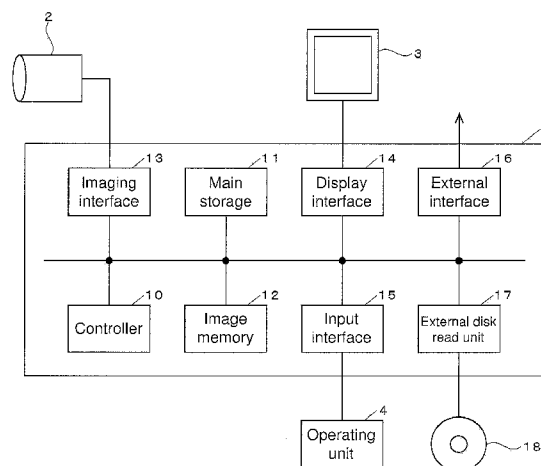 2
3
13
Imaging
interface
11
Main
storage
14
Display
interface
16
External
interface
10
Controller
12
Image
memory
15
Input
interface
17
External disk
read unit
4
Operating
unit
18